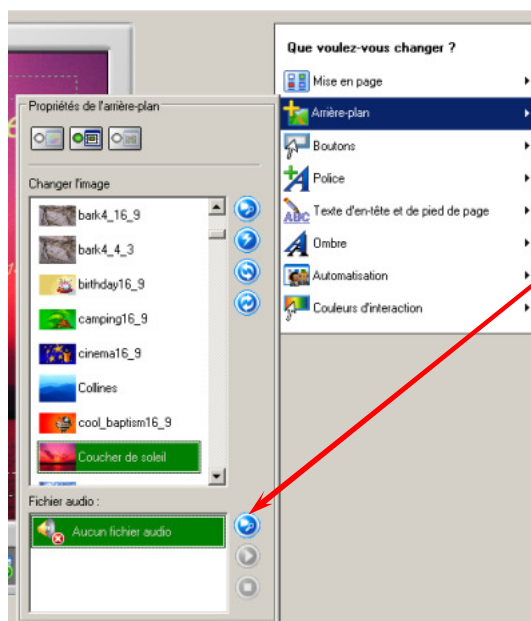 Que voulez-vous changer ?
Mise en page
Arrière-plan
Boutons
Police
ABC
Texte d'en-tête et de pied de page
Ombre
Automatisation
Couleurs d'interaction
Propriétés de l'arrière-plan
Changer l'image
bark4_16_9
bark4_4_3
birthday16_9
camping16_9
cinema16_9
Collines
cool_baptism16_9
Coucher de soleil
Fichier audio :
Aucun fichier audio